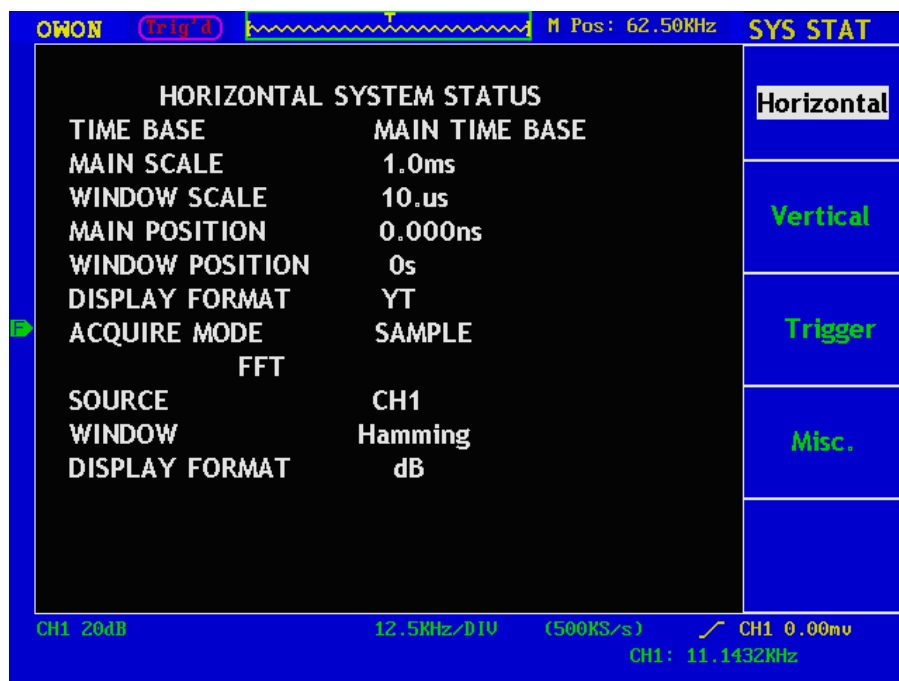 OWON Trig'd T M Pos: 62.50KHz SYS STAT
HORIZONTAL SYSTEM STATUS
TIME BASE MAIN TIME BASE
MAIN SCALE 1.0ms
WINDOW SCALE 10.us
MAIN POSITION 0.000ns
WINDOW POSITION 0s
DISPLAY FORMAT YT
ACQUIRE MODE SAMPLE
FFT
SOURCE CH1
WINDOW Hamming
DISPLAY FORMAT dB
Horizontal
Vertical
F
Trigger
Misc.
CH1 20dB 12.5KHz/DIV (500KS/s) CH1 0.00mv
CH1: 11.1432KHz